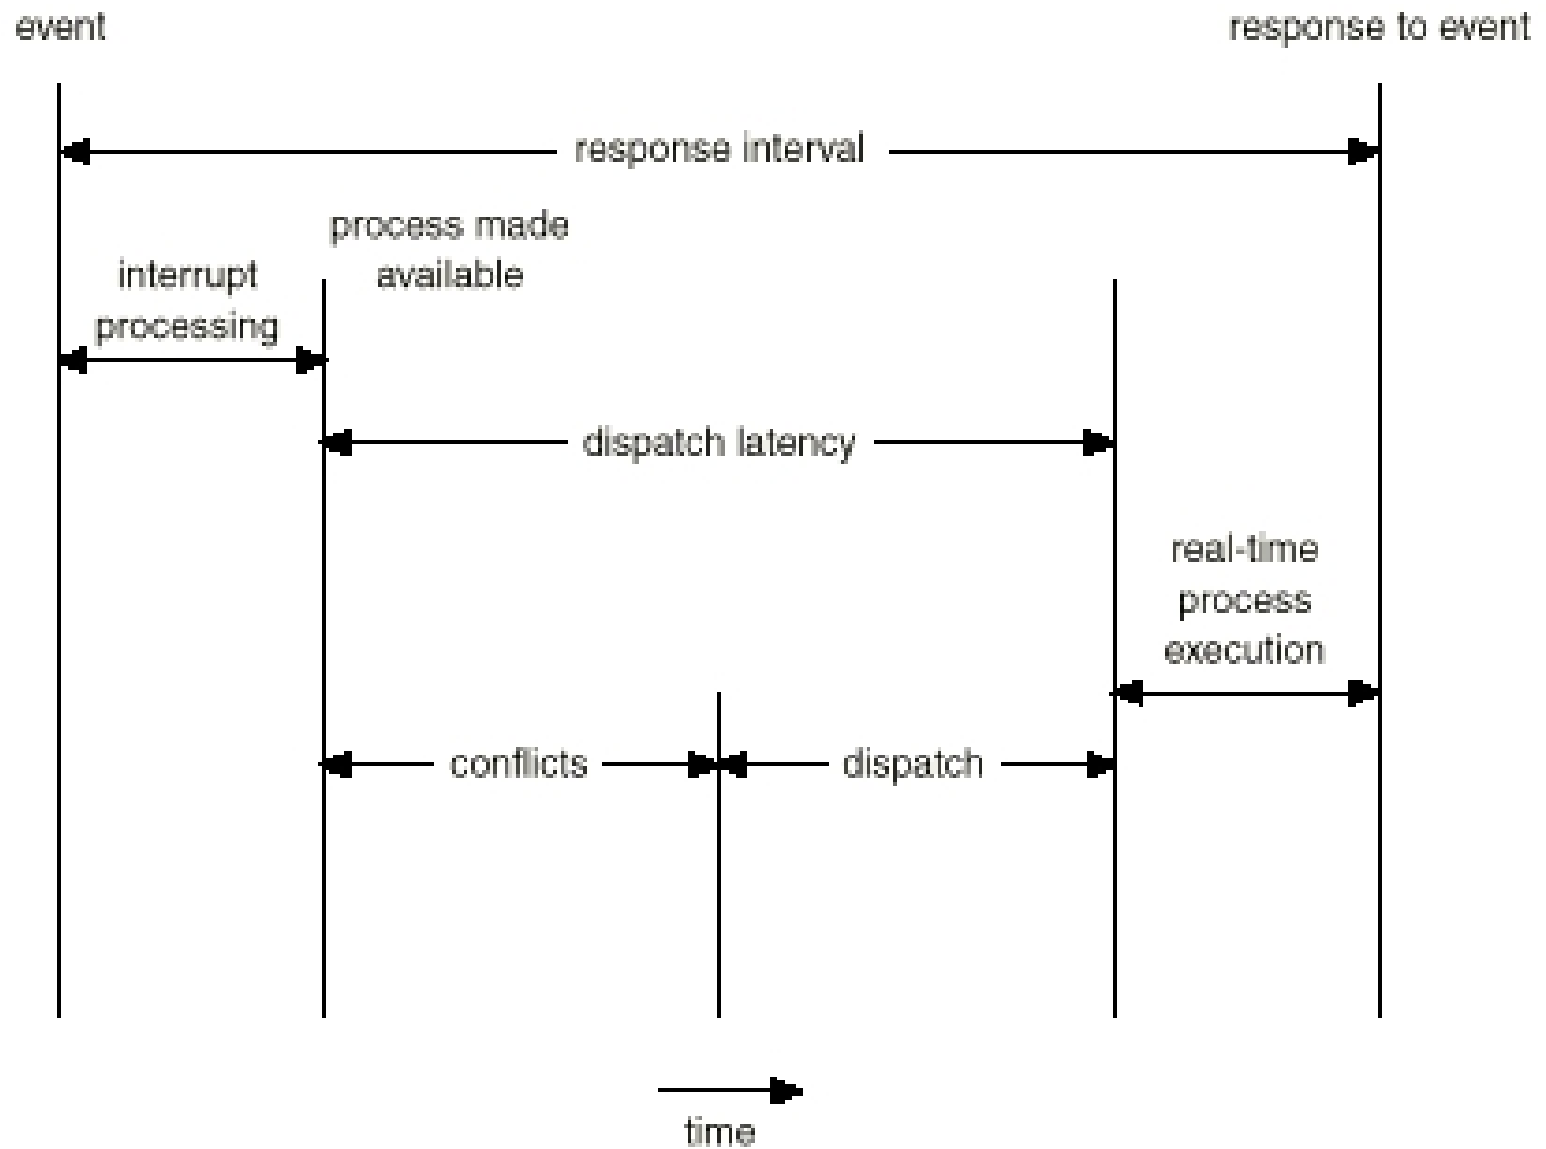 event
response to event
response interval
process made
available
interrupt
processing
dispatch latency
real-time
process
execution
conflicts
dispatch
time